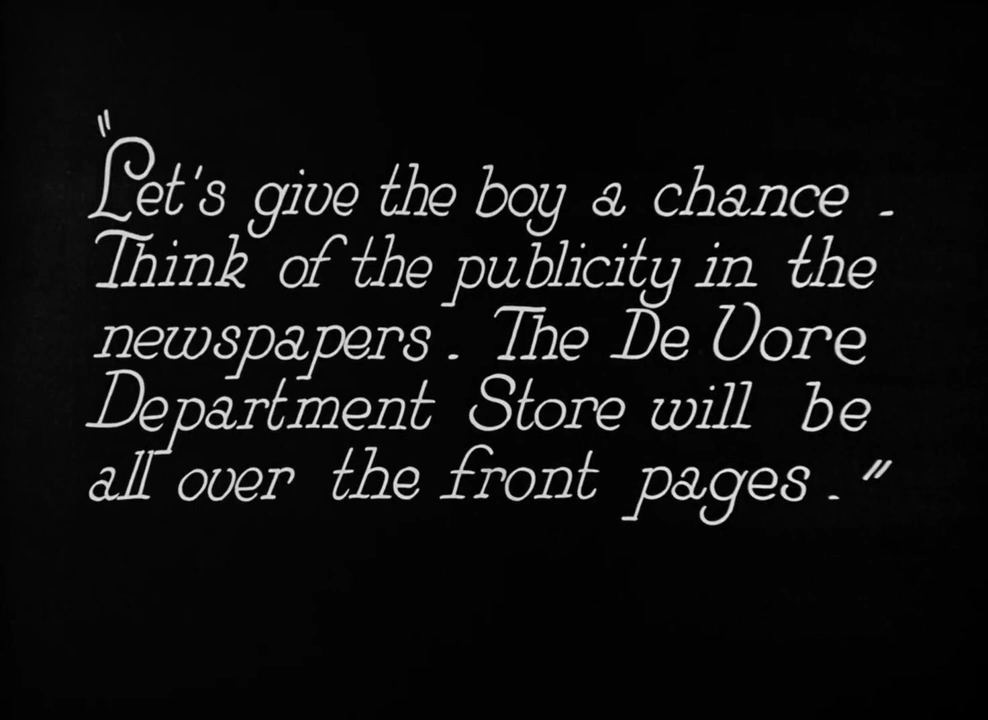 "Let's give the boy a chance.
Think of the publicity in the
newspapers. The De Vore
Department Store will be
all over the front pages."